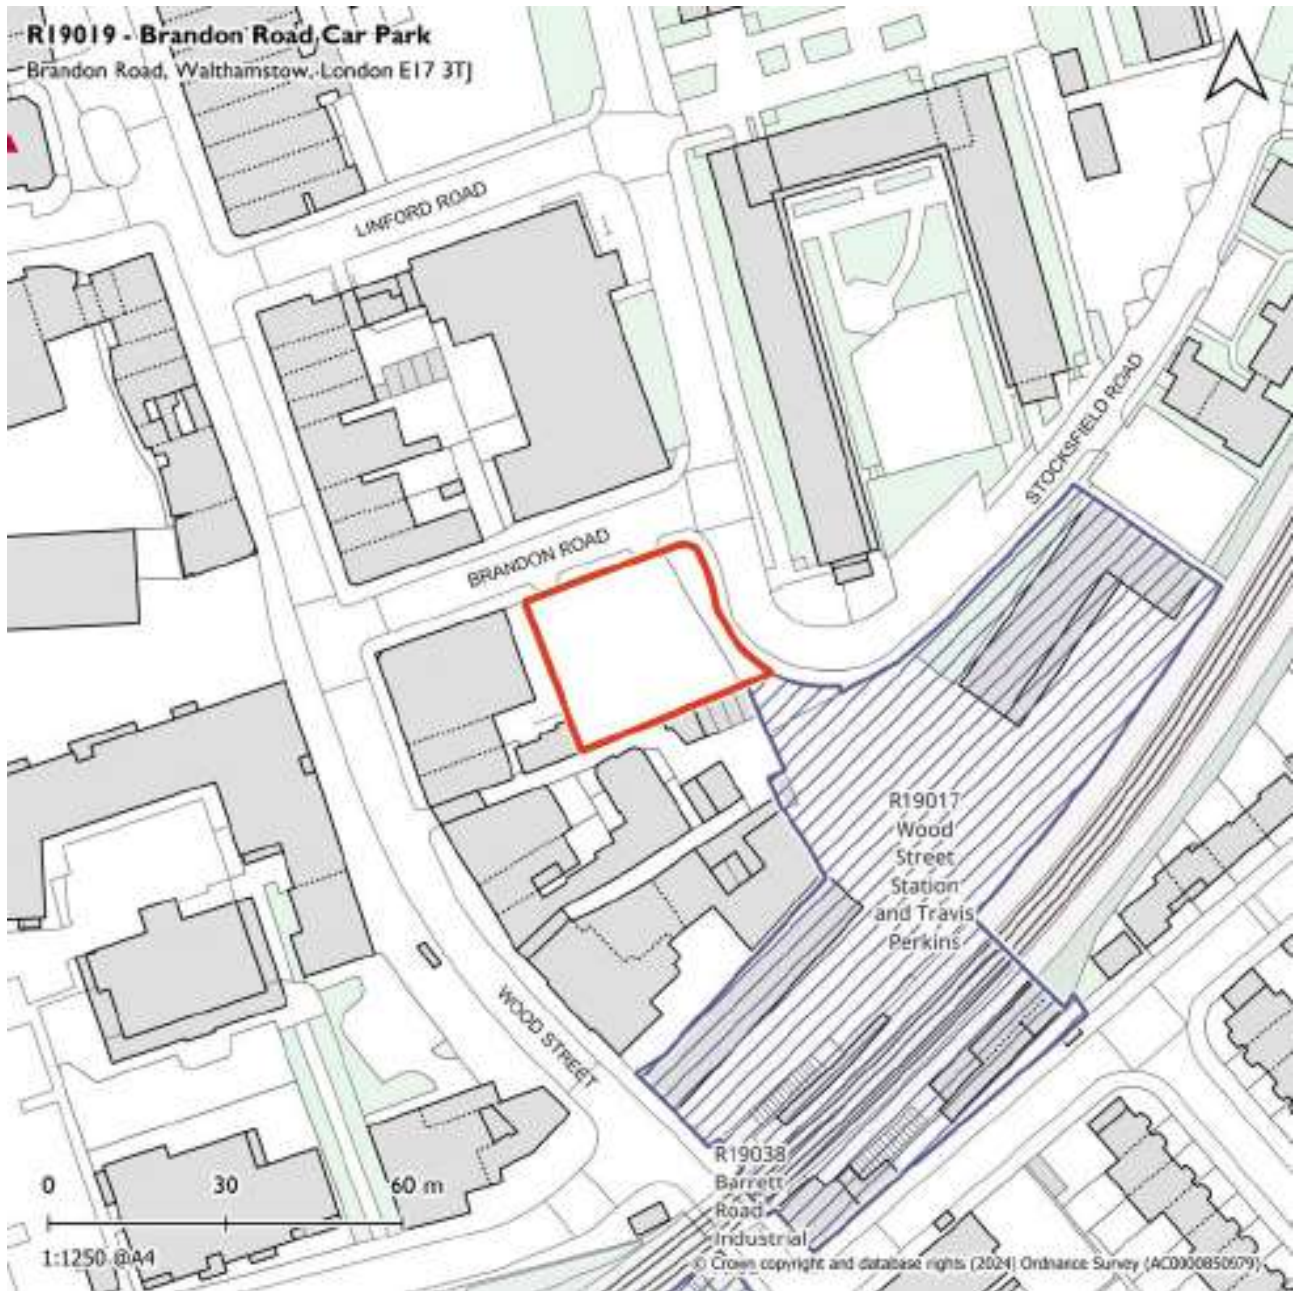 R19019 - Brandon Road Car Park
Brandon Road, Walthamstow, London E17 3TJ
LINFORD ROAD
STOCKSFIELD ROAD
BRANDON ROAD
R19017
Wood
Street
Station
and Travis
Perkins
WOOD STREET
R19038
Barrett
Road
Industrial
0 30 60 m
1:1250 @A4
© Crown copyright and database rights (2024) Ordnance Survey (AC0000850979)